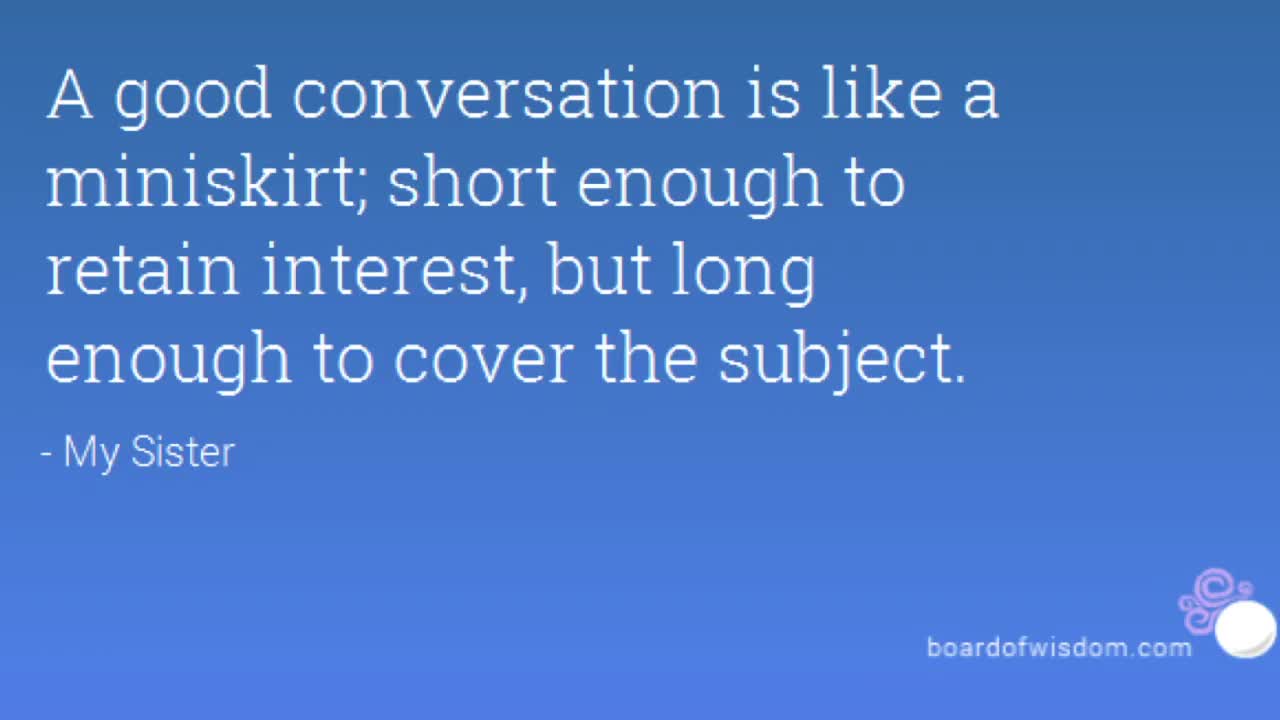 A good conversation is like a
miniskirt; short enough to
retain interest, but long
enough to cover the subject.
- My Sister
boardofwisdom.com